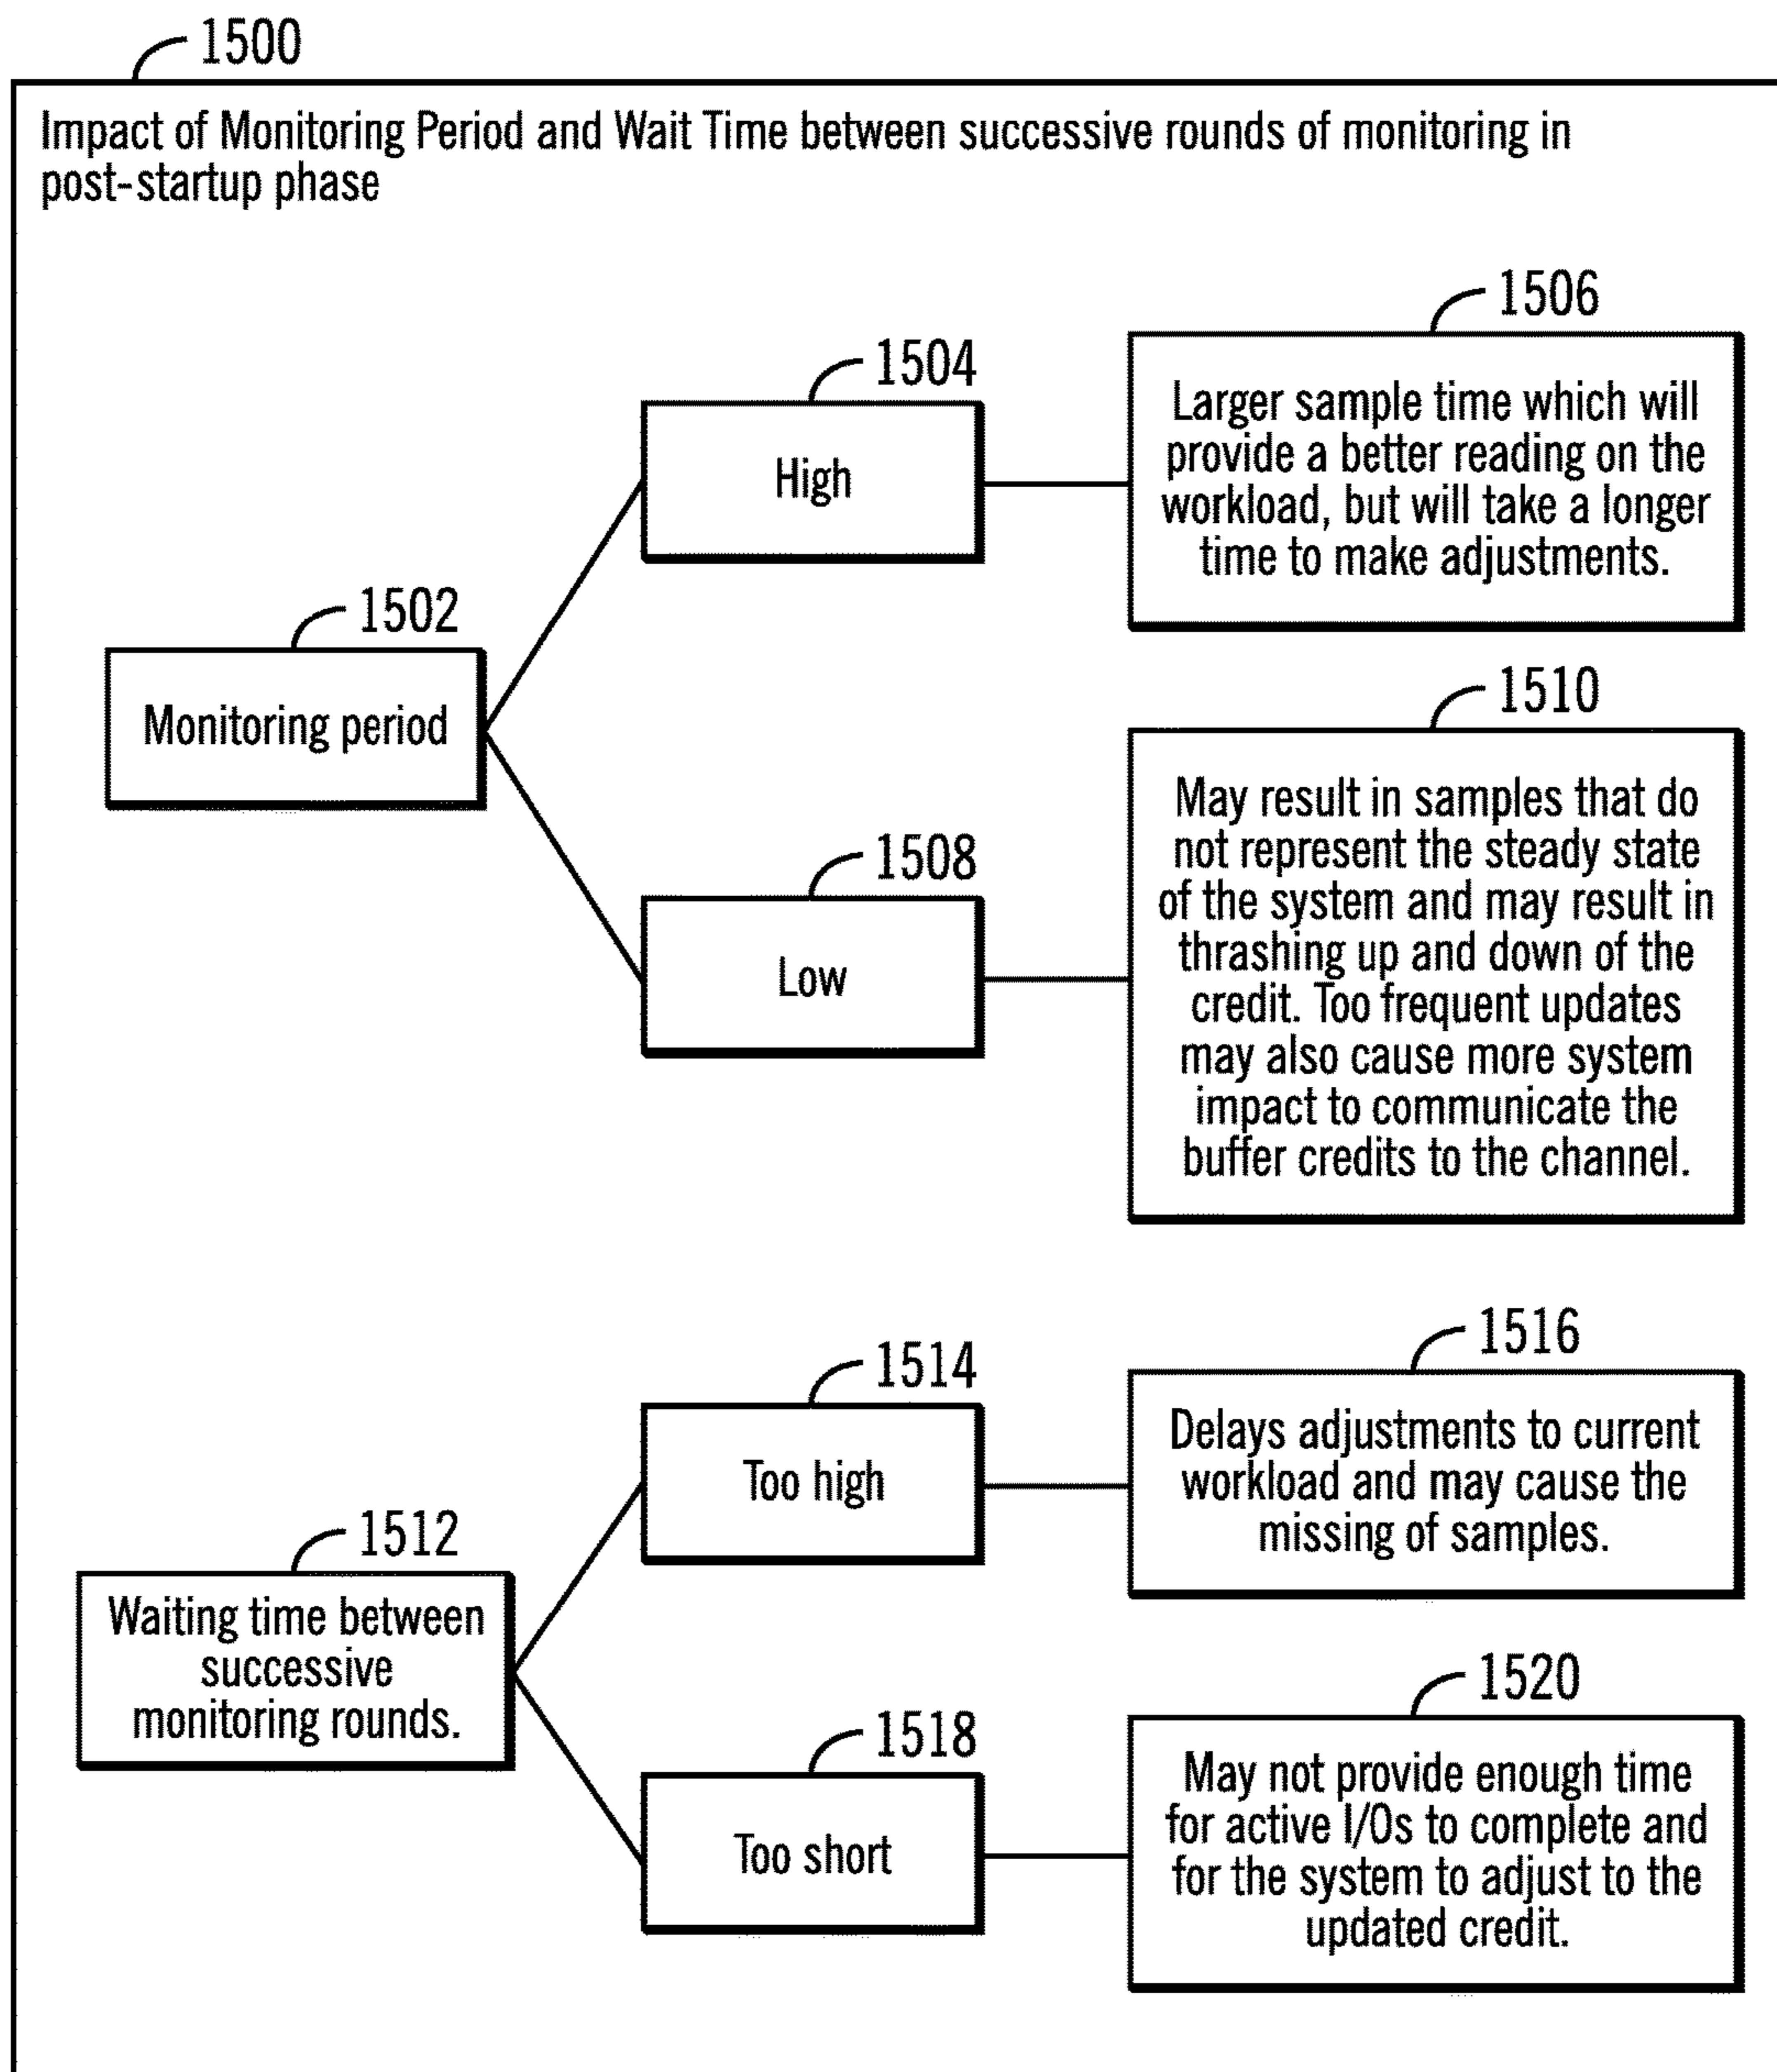 1500
Impact of Monitoring Period and Wait Time between successive rounds of monitoring in
post-startup phase
1502
Monitoring period
1504
High
1506
Larger sample time which will
provide a better reading on the
workload, but will take a longer
time to make adjustments.
1508
Low
1510
May result in samples that do
not represent the steady state
of the system and may result in
thrashing up and down of the
credit. Too frequent updates
may also cause more system
impact to communicate the
buffer credits to the channel.
1512
Waiting time between
successive
monitoring rounds.
1514
Too high
1516
Delays adjustments to current
workload and may cause the
missing of samples.
1518
Too short
1520
May not provide enough time
for active I/Os to complete and
for the system to adjust to the
updated credit.